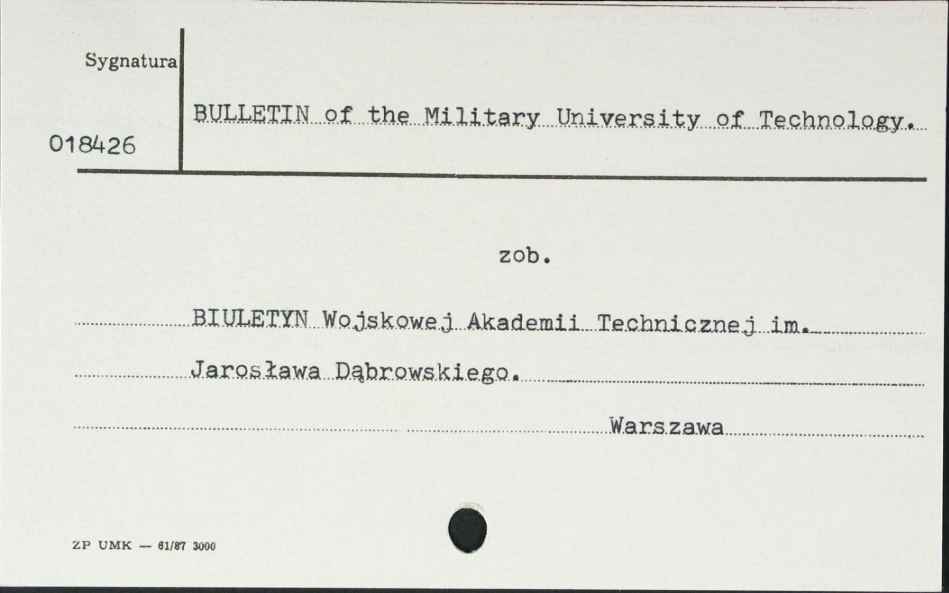 Sygnatura
BULLETIN of the Military University of Technology.
018426
zob.
BIULETYN Wojskowej Akademii Technicznej im.
Jarosława Dąbrowskiego.
Warszawa
ZP UMK — 61/87 3000